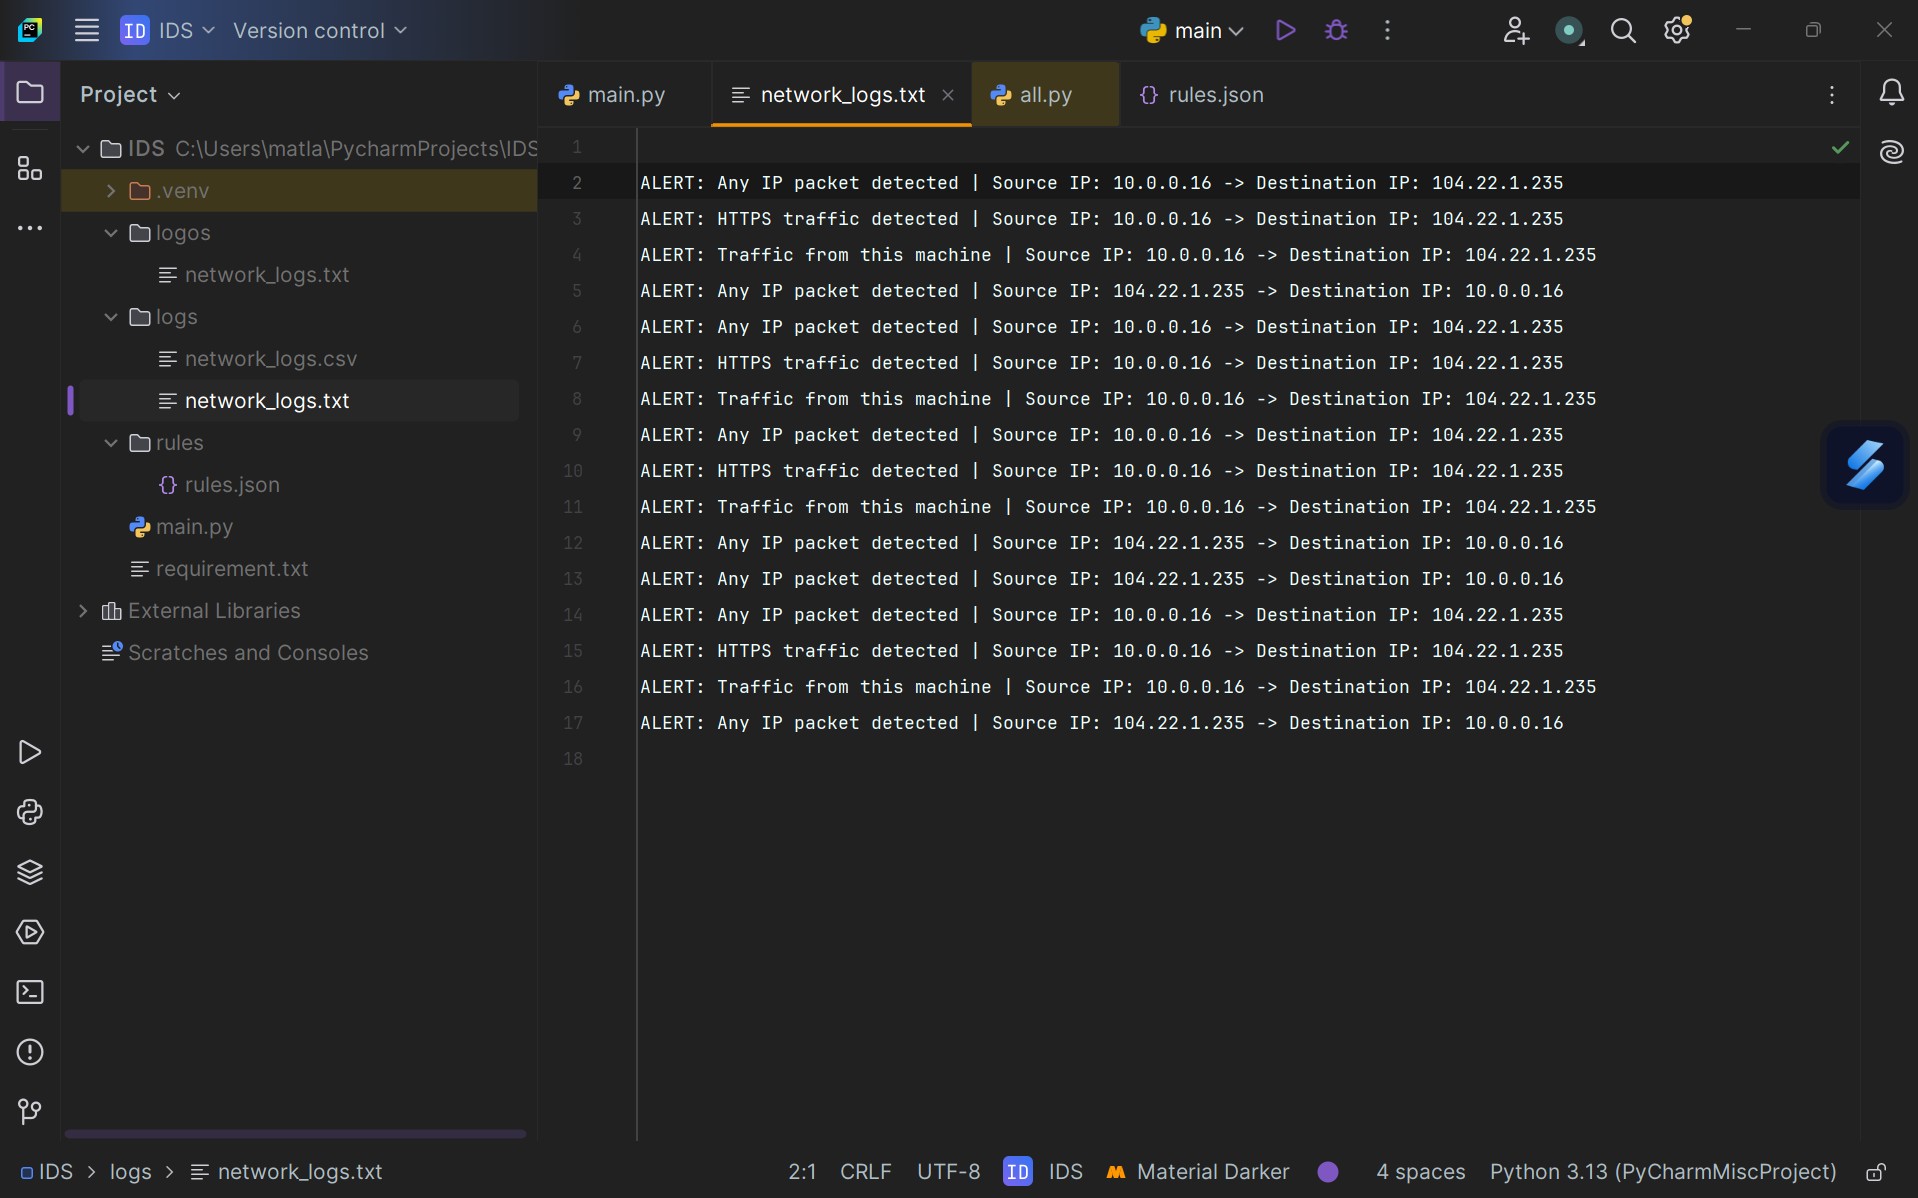 ID IDS Version control main
Project
main.py network_logs.txt all.py rules.json
IDS C:\Users\matla\PycharmProjects\IDS
.venv
logos
network_logs.txt
logs
network_logs.csv
network_logs.txt
rules
rules.json
main.py
requirement.txt
External Libraries
Scratches and Consoles
1
2 ALERT: Any IP packet detected | Source IP: 10.0.0.16 -> Destination IP: 104.22.1.235
3 ALERT: HTTPS traffic detected | Source IP: 10.0.0.16 -> Destination IP: 104.22.1.235
4 ALERT: Traffic from this machine | Source IP: 10.0.0.16 -> Destination IP: 104.22.1.235
5 ALERT: Any IP packet detected | Source IP: 104.22.1.235 -> Destination IP: 10.0.0.16
6 ALERT: Any IP packet detected | Source IP: 10.0.0.16 -> Destination IP: 104.22.1.235
7 ALERT: HTTPS traffic detected | Source IP: 10.0.0.16 -> Destination IP: 104.22.1.235
8 ALERT: Traffic from this machine | Source IP: 10.0.0.16 -> Destination IP: 104.22.1.235
9 ALERT: Any IP packet detected | Source IP: 10.0.0.16 -> Destination IP: 104.22.1.235
10 ALERT: HTTPS traffic detected | Source IP: 10.0.0.16 -> Destination IP: 104.22.1.235
11 ALERT: Traffic from this machine | Source IP: 10.0.0.16 -> Destination IP: 104.22.1.235
12 ALERT: Any IP packet detected | Source IP: 104.22.1.235 -> Destination IP: 10.0.0.16
13 ALERT: Any IP packet detected | Source IP: 104.22.1.235 -> Destination IP: 10.0.0.16
14 ALERT: Any IP packet detected | Source IP: 10.0.0.16 -> Destination IP: 104.22.1.235
15 ALERT: HTTPS traffic detected | Source IP: 10.0.0.16 -> Destination IP: 104.22.1.235
16 ALERT: Traffic from this machine | Source IP: 10.0.0.16 -> Destination IP: 104.22.1.235
17 ALERT: Any IP packet detected | Source IP: 104.22.1.235 -> Destination IP: 10.0.0.16
18
IDS > logs > network_logs.txt 2:1 CRLF UTF-8 ID IDS Material Darker 4 spaces Python 3.13 (PyCharmMiscProject)